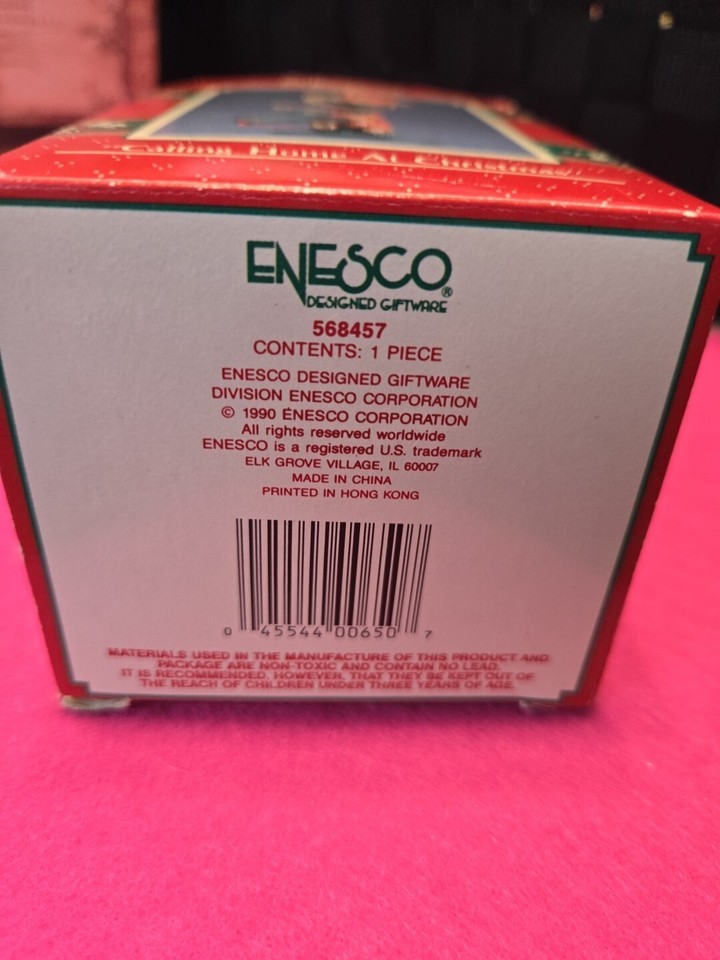 Calling Home At Christmas
ENESCO®
DESIGNED GIFTWARE
568457
CONTENTS: 1 PIECE
ENESCO DESIGNED GIFTWARE
DIVISION ENESCO CORPORATION
© 1990 ENESCO CORPORATION
All rights reserved worldwide
ENESCO is a registered U.S. trademark
ELK GROVE VILLAGE, IL 60007
MADE IN CHINA
PRINTED IN HONG KONG
0 45544 00650 7
MATERIALS USED IN THE MANUFACTURE OF THIS PRODUCT AND
PACKAGE ARE NON-TOXIC AND CONTAIN NO LEAD.
IT IS RECOMMENDED, HOWEVER, THAT THEY BE KEPT OUT OF
THE REACH OF CHILDREN UNDER THREE YEARS OF AGE.